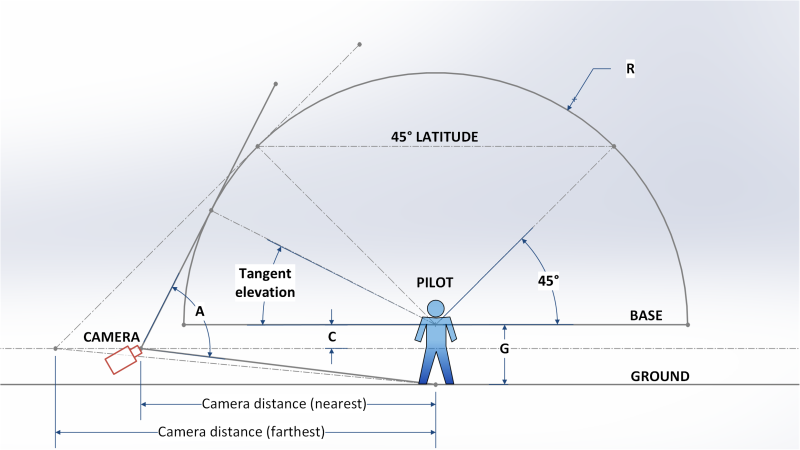 R
45° LATITUDE
Tangent
elevation
PILOT
45°
A
BASE
CAMERA
C
G
GROUND
Camera distance (nearest)
Camera distance (farthest)